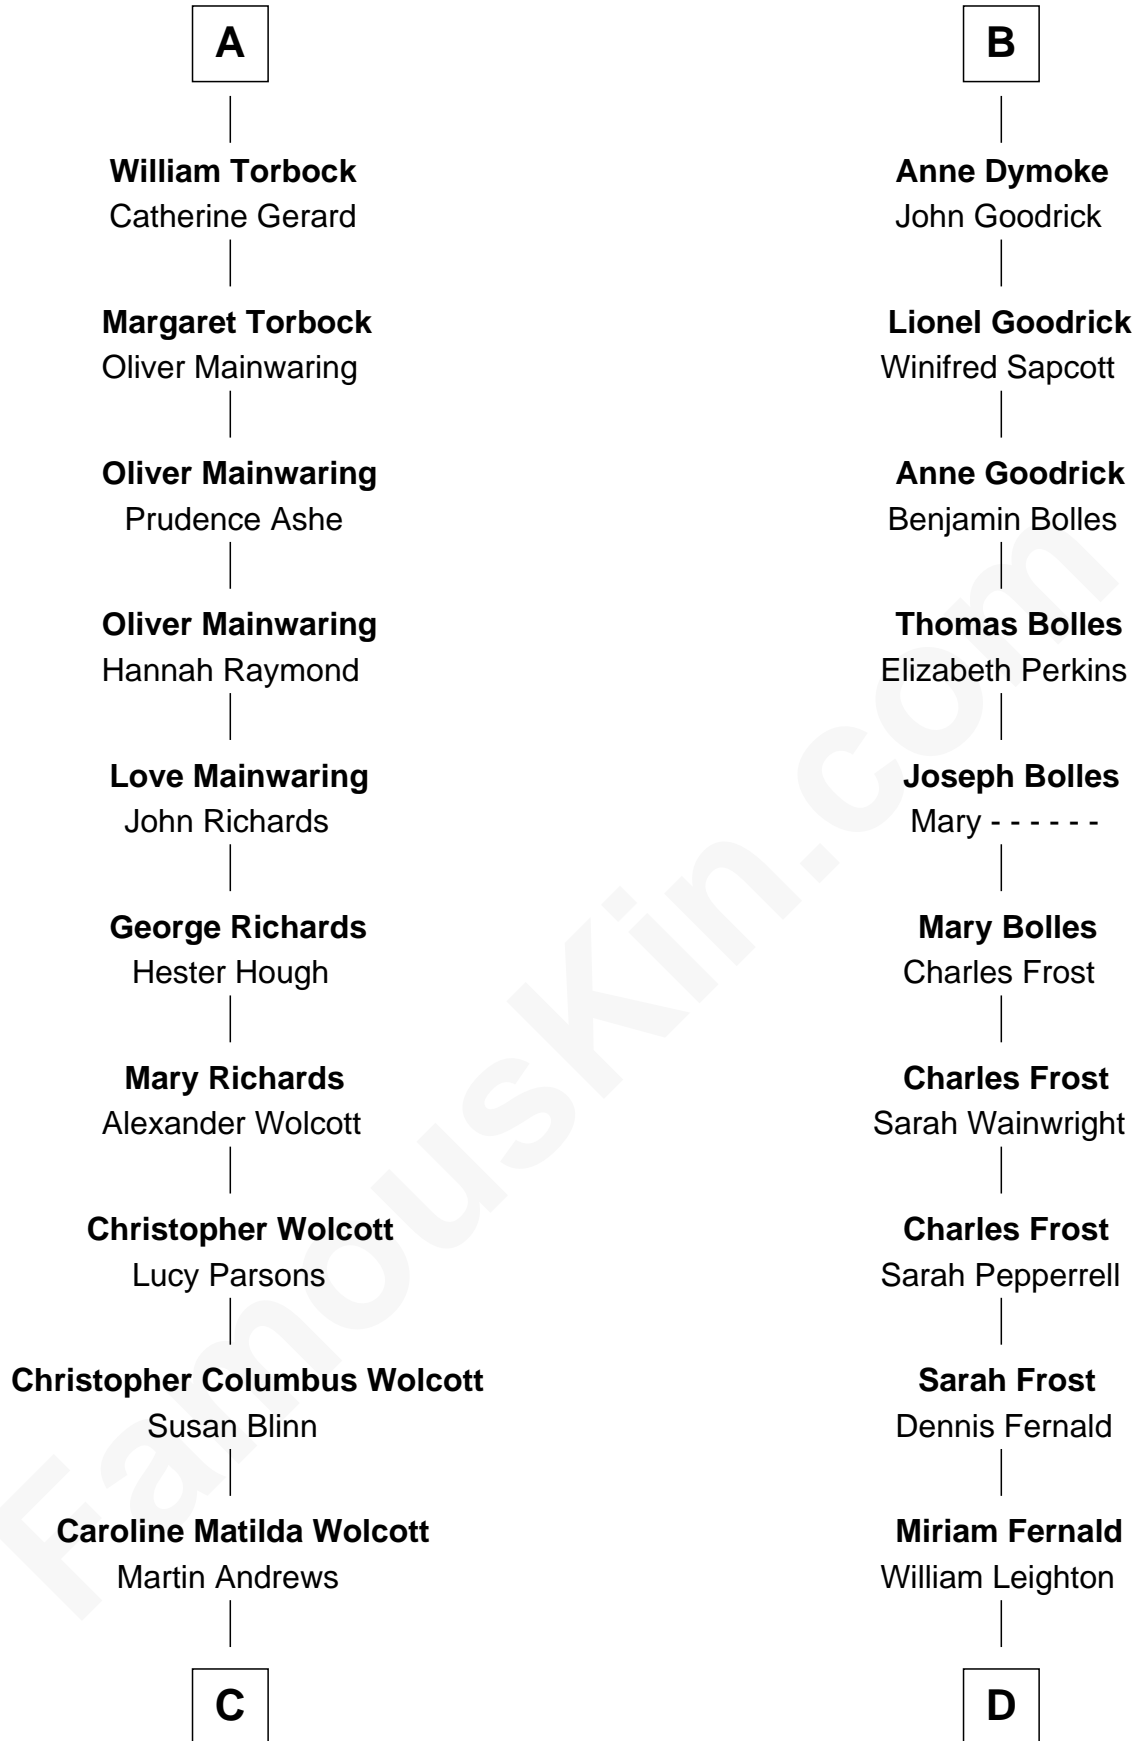 A
William Torbock
Catherine Gerard
Margaret Torbock
Oliver Mainwaring
Oliver Mainwaring
Prudence Ashe
Oliver Mainwaring
Hannah Raymond
Love Mainwaring
John Richards
George Richards
Hester Hough
Mary Richards
Alexander Wolcott
Christopher Wolcott
Lucy Parsons
Christopher Columbus Wolcott
Susan Blinn
Caroline Matilda Wolcott
Martin Andrews
C
B
Anne Dymoke
John Goodrick
Lionel Goodrick
Winifred Sapcott
Anne Goodrick
Benjamin Bolles
Thomas Bolles
Elizabeth Perkins
Joseph Bolles
Mary - - - - - -
Mary Bolles
Charles Frost
Charles Frost
Sarah Wainwright
Charles Frost
Sarah Pepperrell
Sarah Frost
Dennis Fernald
Miriam Fernald
William Leighton
D
FamousKin.com